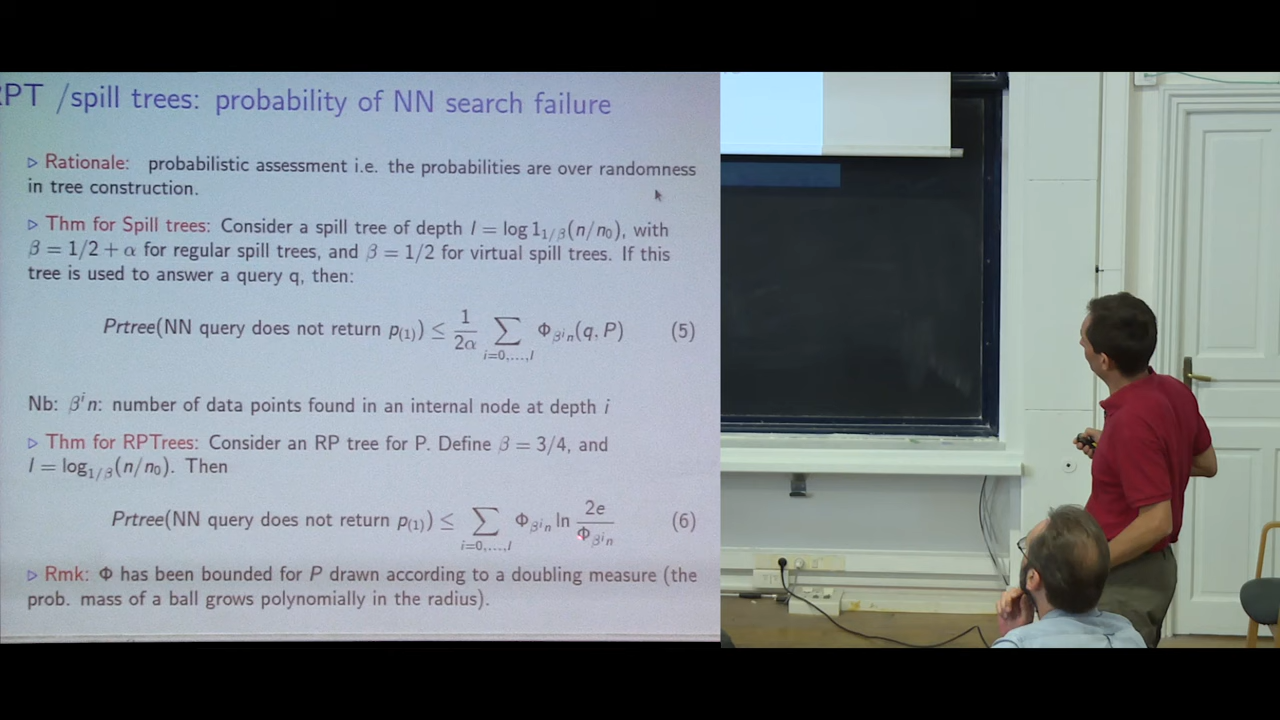 RPT /spill trees: probability of NN search failure
▷ Rationale: probabilistic assessment i.e. the probabilities are over randomness
in tree construction.
▷ Thm for Spill trees: Consider a spill tree of depth l = log 1_{1/β}(n/n₀), with
β = 1/2 + α for regular spill trees, and β = 1/2 for virtual spill trees. If this
tree is used to answer a query q, then:
Prtree(NN query does not return p_{(1)}) ≤ \frac{1}{2α} \sum_{i=0,...,l} Φ_{β^i n}(q, P) (5)
Nb: β^i n: number of data points found in an internal node at depth i
▷ Thm for RPTrees: Consider an RP tree for P. Define β = 3/4, and
l = log_{1/β}(n/n₀). Then
Prtree(NN query does not return p_{(1)}) ≤ \sum_{i=0,...,l} Φ_{β^i n} ln \frac{2e}{Φ_{β^i n}} (6)
▷ Rmk: Φ has been bounded for P drawn according to a doubling measure (the
prob. mass of a ball grows polynomially in the radius).